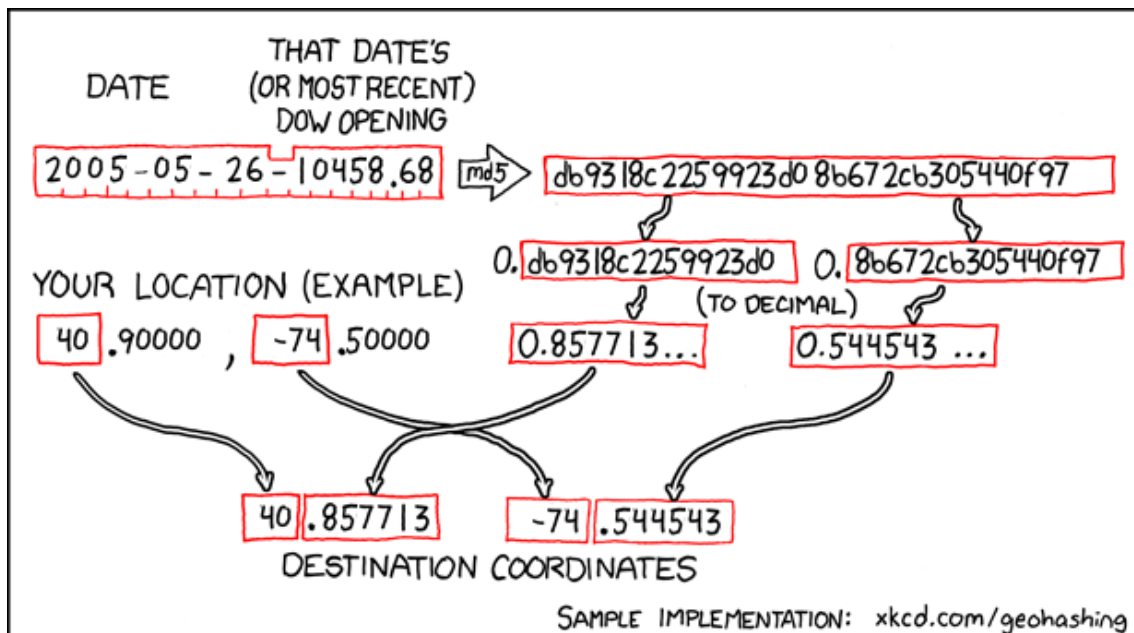 DATE
THAT DATE'S
(OR MOST RECENT)
DOW OPENING
2005-05-26-10458.68
md5
db9318c2259923d08b672cb305440f97
0.db9318c2259923d0
0.8b672cb305440f97
(TO DECIMAL)
0.857713...
0.544543...
YOUR LOCATION (EXAMPLE)
40.90000, -74.50000
40.857713
-74.544543
DESTINATION COORDINATES
SAMPLE IMPLEMENTATION: xkcd.com/geohashing